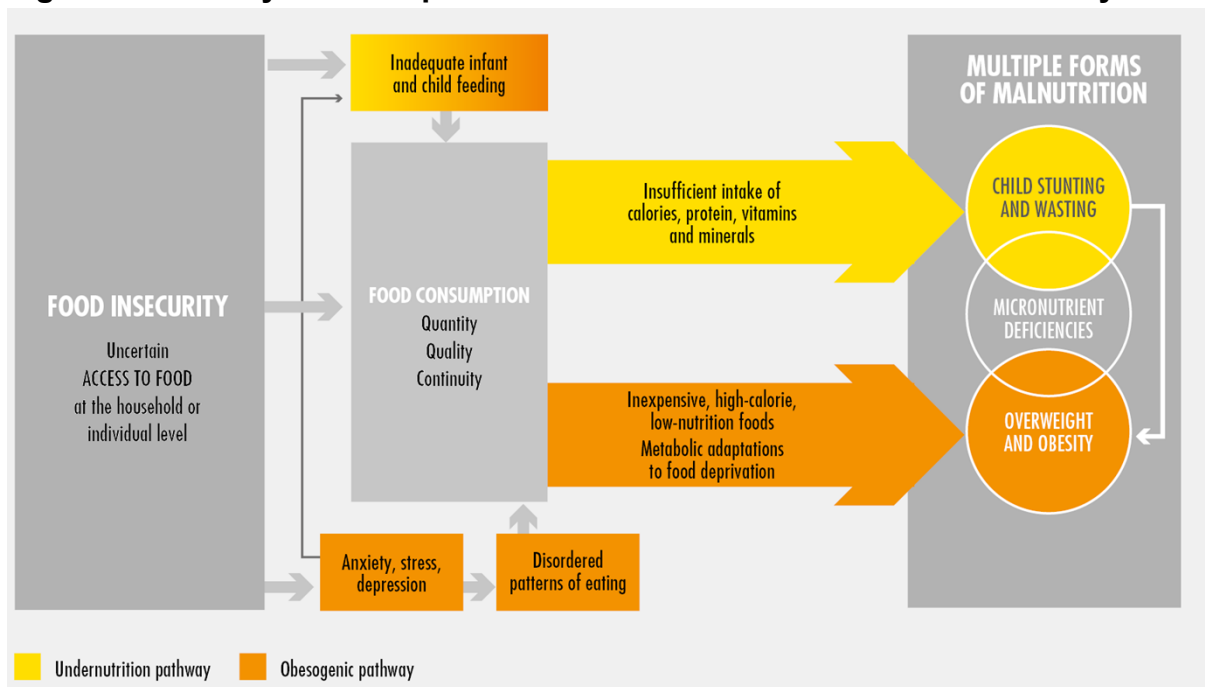 Inadequate infant
and child feeding
MULTIPLE FORMS
OF MALNUTRITION
Insufficient intake of
calories, protein, vitamins
and minerals
CHILD STUNTING
AND WASTING
FOOD INSECURITY
Uncertain
ACCESS TO FOOD
at the household or
individual level
FOOD CONSUMPTION
Quantity
Quality
Continuity
MICRONUTRIENT
DEFICIENCIES
Inexpensive, high-calorie,
low-nutrition foods
Metabolic adaptations
to food deprivation
OVERWEIGHT
AND OBESITY
Anxiety, stress,
depression
Disordered
patterns of eating
Undernutrition pathway
Obesogenic pathway